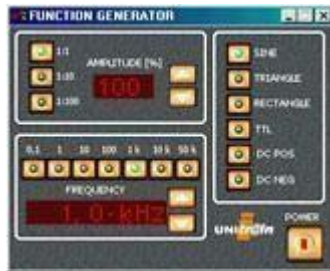 FUNCTION GENERATOR
1/1
1/10
1/100
AMPLITUDE [%]
100
0,1 1 10 100 1 k 10 k 50 k
FREQUENCY
1,0-kHz
SINE
TRIANGLE
RECTANGLE
TTL
DC POS
DC NEG
POWER